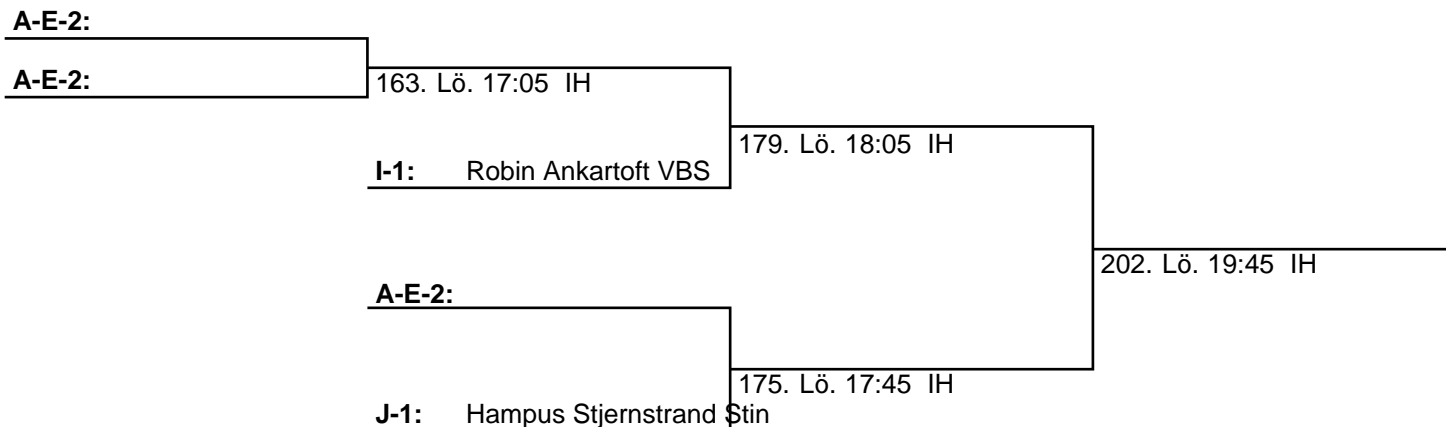 A-E-2:
A-E-2:
163. Lö. 17:05 IH
179. Lö. 18:05 IH
I-1: Robin Ankartoft VBS
202. Lö. 19:45 IH
A-E-2:
175. Lö. 17:45 IH
J-1: Hampus Stjernstrand Stin